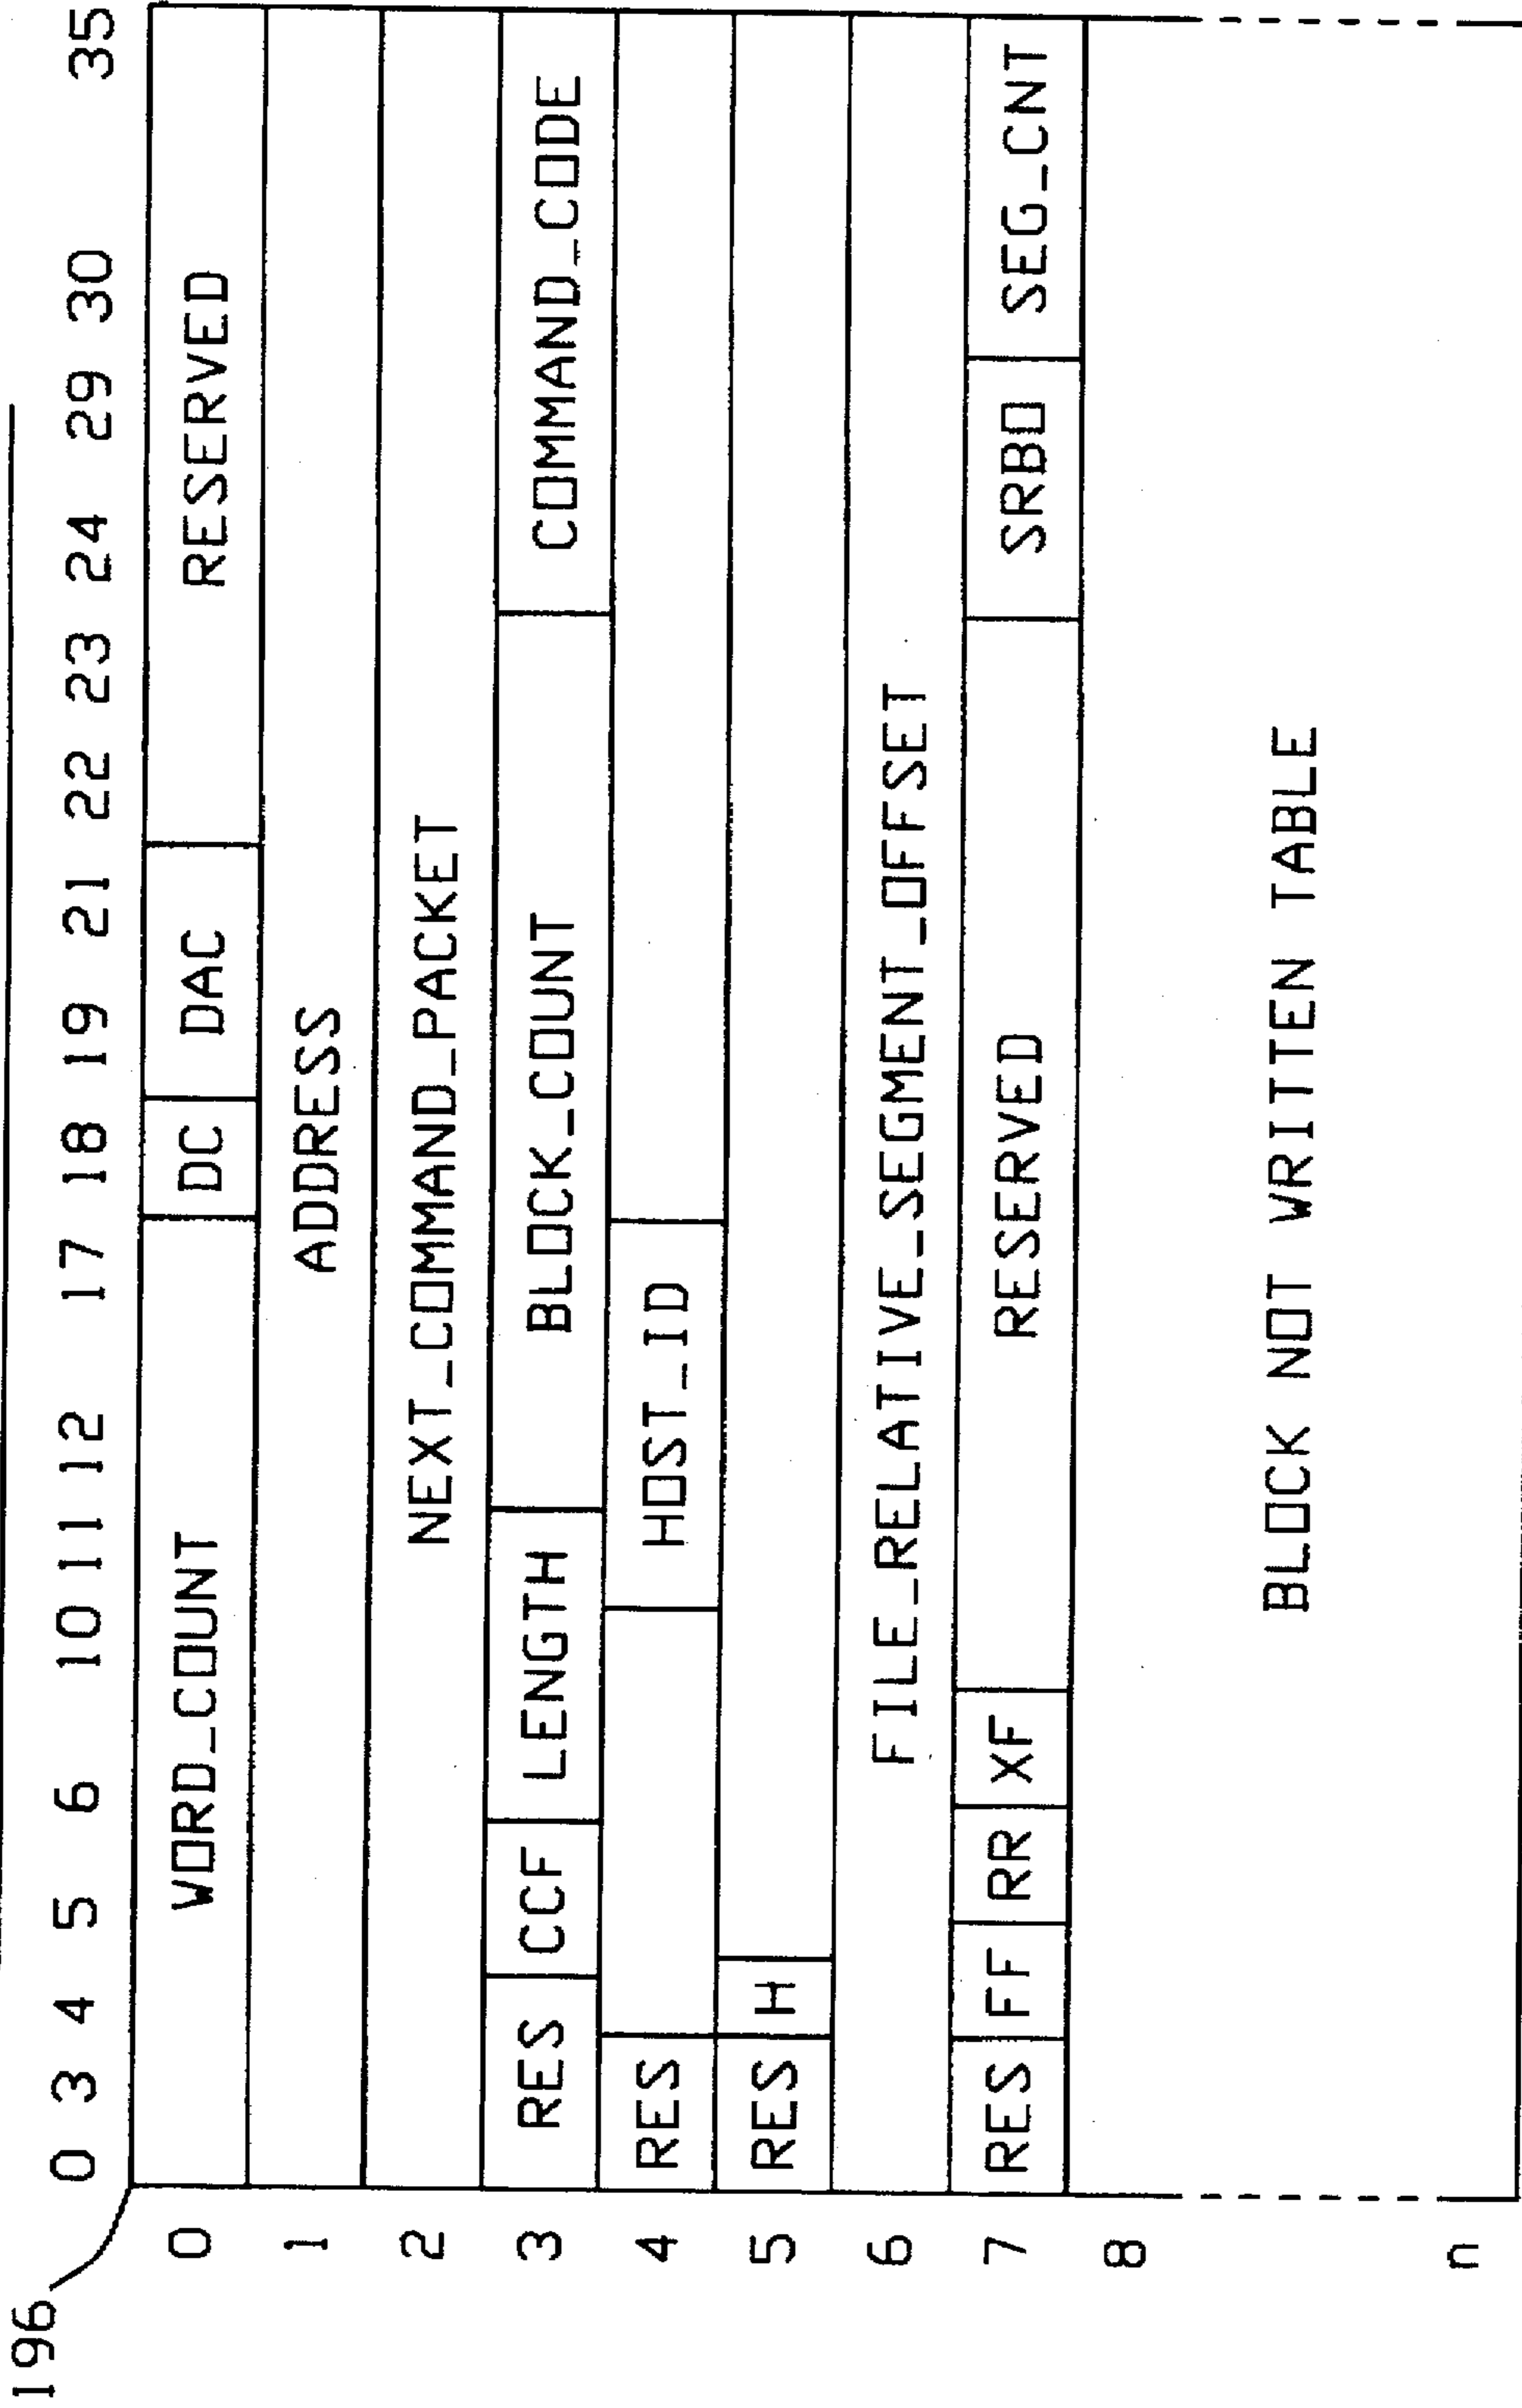 196
0 3 4 5 6 10 11 12 17 18 19 21 22 23 24 29 30 35
0 WORD_COUNT DC DAC RESERVED
1 ADDRESS
2 NEXT_COMMAND_PACKET
3 RES CCF LENGTH BLOCK_COUNT COMMAND_CODE
4 RES HOST_ID
5 RES H
6 FILE_RELATIVE_SEGMENT_OFFSET
7 RES FF RR XF RESERVED SRBO SEG_CNT
8
BLOCK NOT WRITTEN TABLE
n